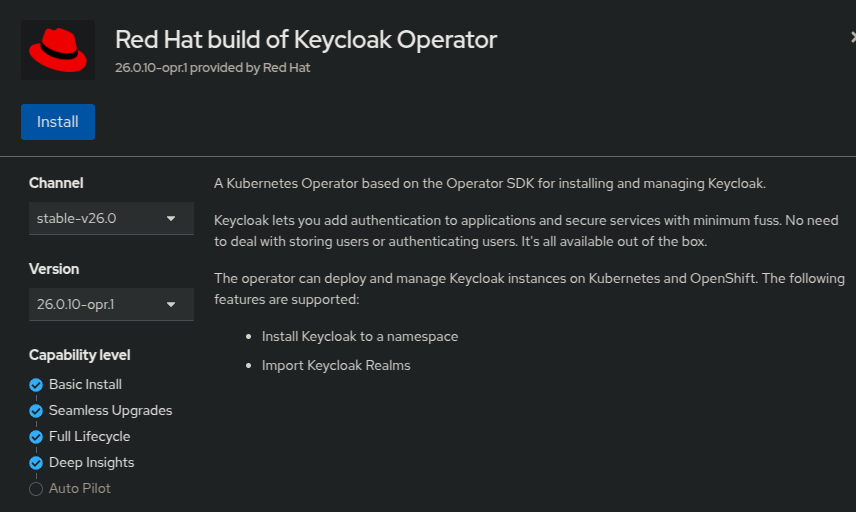 Red Hat build of Keycloak Operator
26.0.10-opr.1 provided by Red Hat
Install
Channel
stable-v26.0
Version
26.0.10-opr.1
Capability level
Basic Install
Seamless Upgrades
Full Lifecycle
Deep Insights
Auto Pilot
A Kubernetes Operator based on the Operator SDK for installing and managing Keycloak.
Keycloak lets you add authentication to applications and secure services with minimum fuss. No need
to deal with storing users or authenticating users. It's all available out of the box.
The operator can deploy and manage Keycloak instances on Kubernetes and OpenShift. The following
features are supported:
• Install Keycloak to a namespace
• Import Keycloak Realms